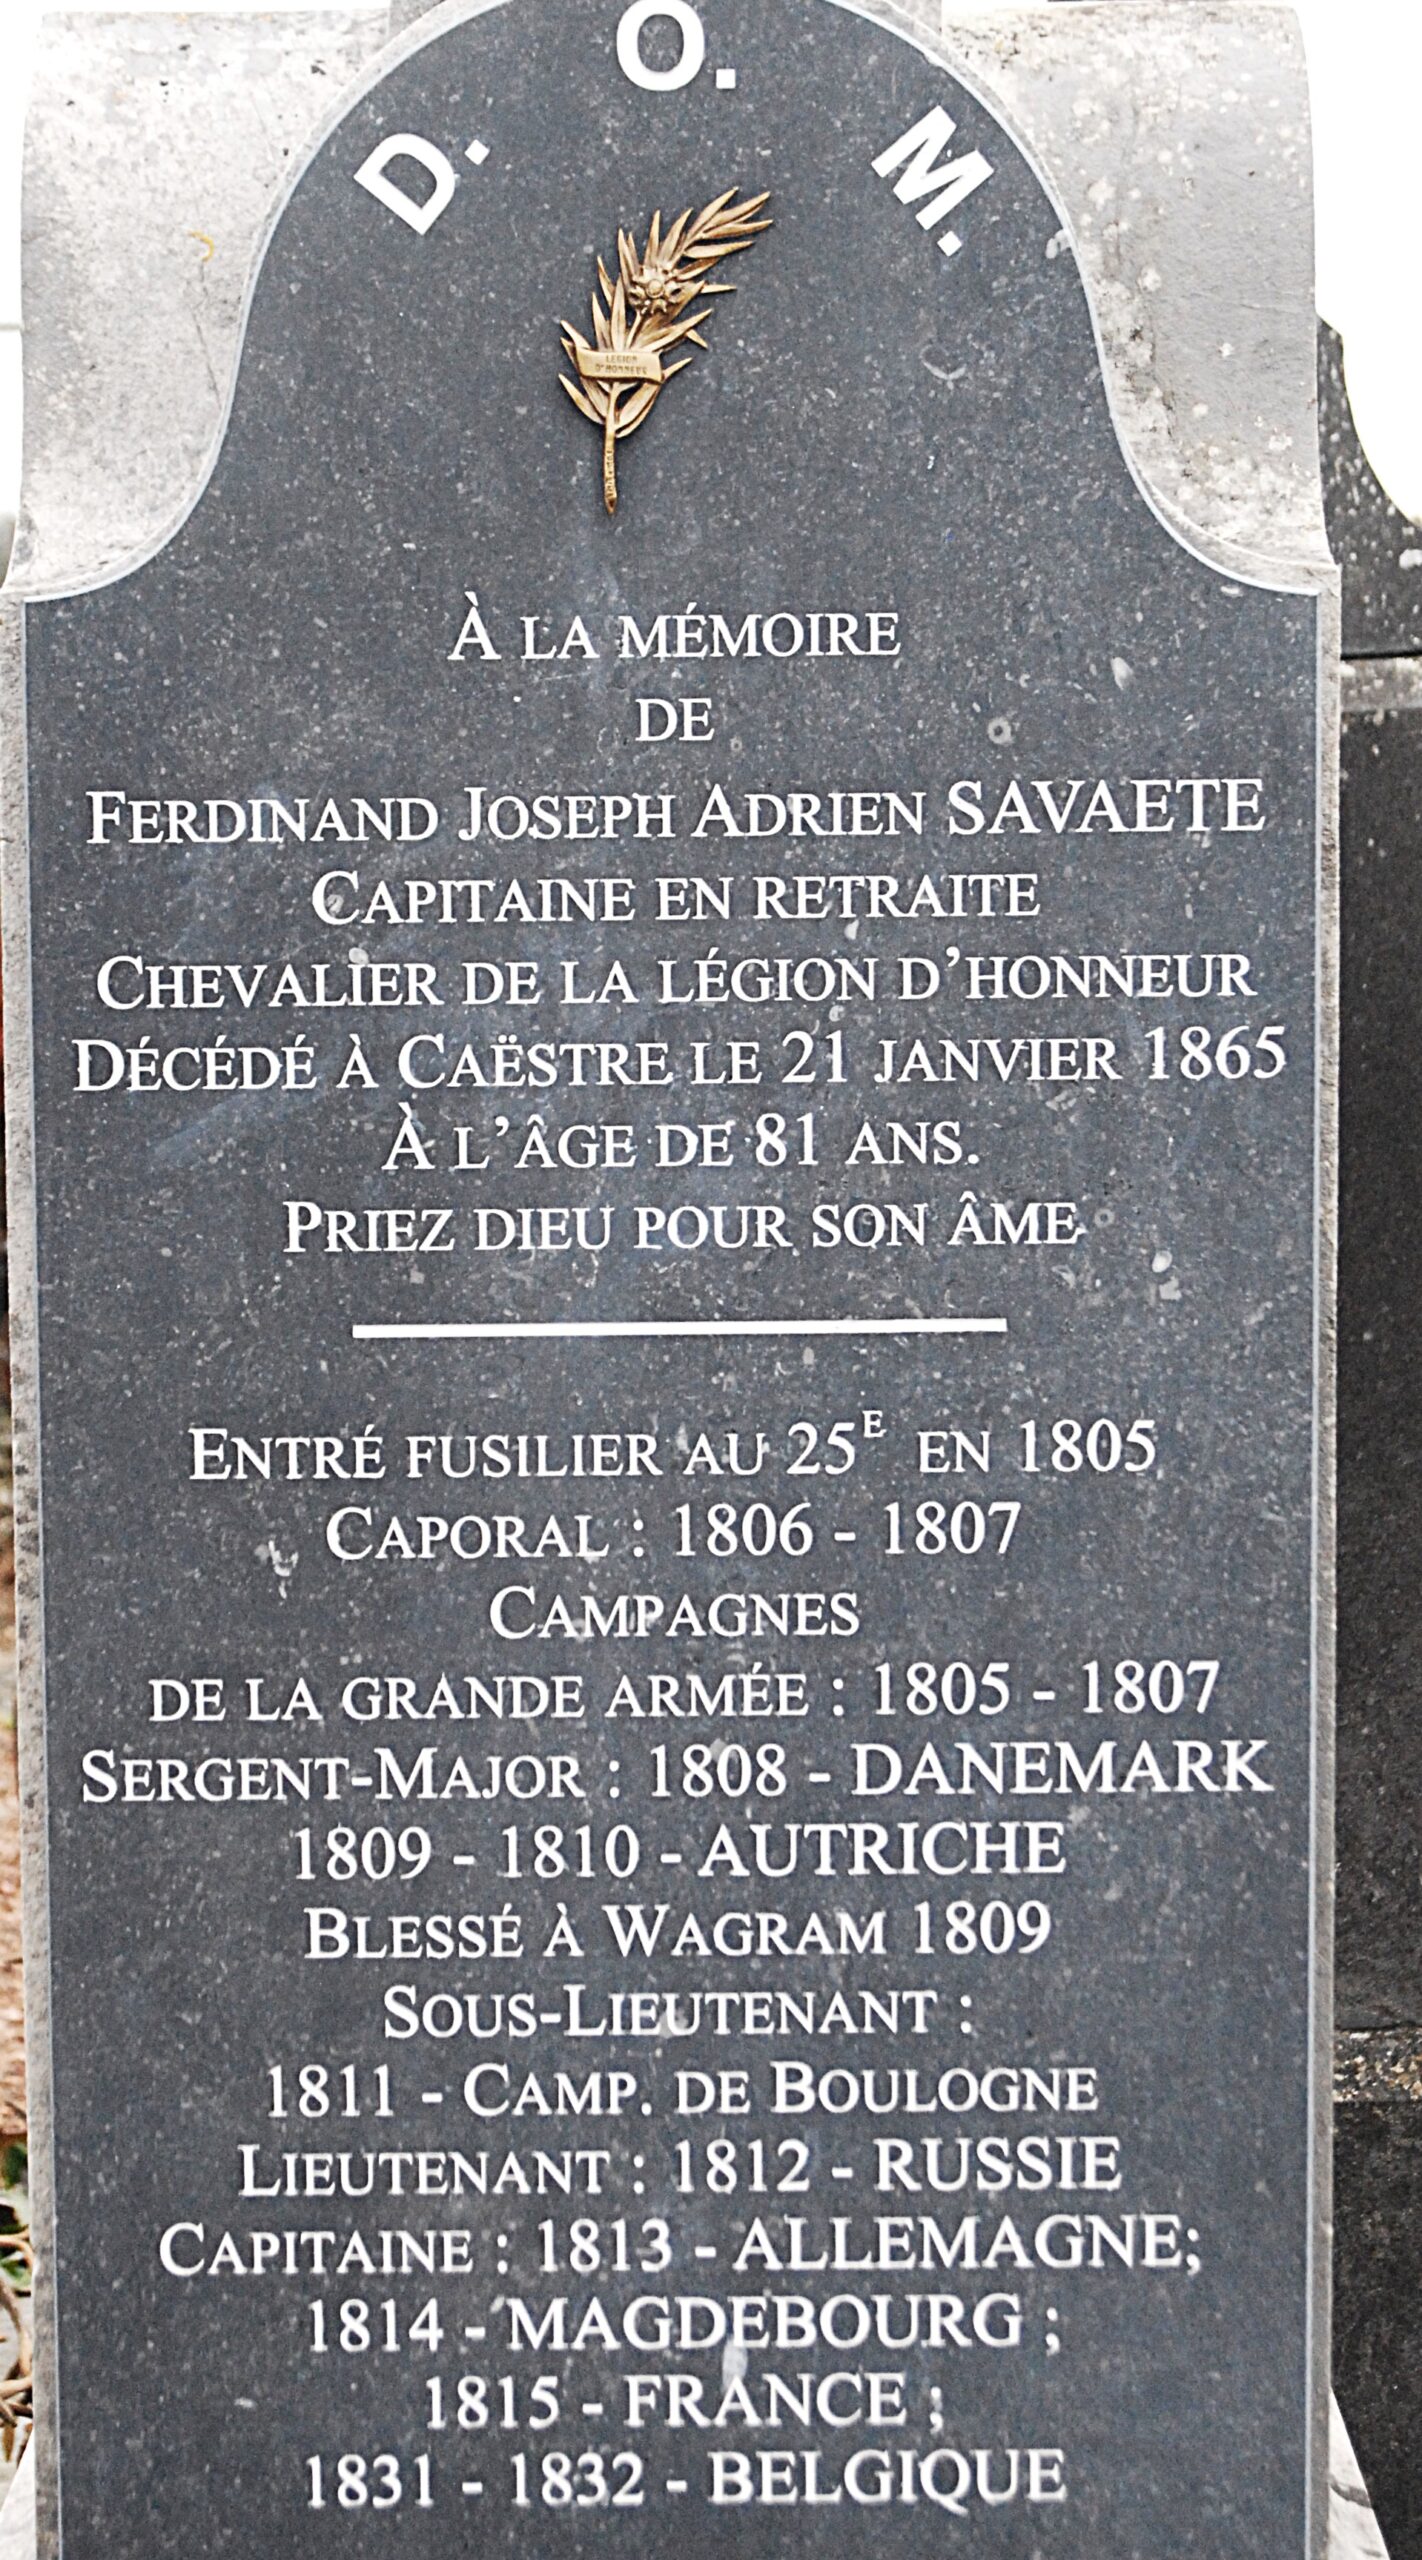 D. O. M.
LEGION
D'HONNEUR
À LA MÉMOIRE
DE
FERDINAND JOSEPH ADRIEN SAVAETE
CAPITAINE EN RETRAITE
CHEVALIER DE LA LÉGION D'HONNEUR
DÉCÉDÉ À CAËSTRE LE 21 JANVIER 1865
À L'ÂGE DE 81 ANS.
PRIEZ DIEU POUR SON ÂME
ENTRÉ FUSILIER AU 25E EN 1805
CAPORAL : 1806 - 1807
CAMPAGNES
DE LA GRANDE ARMÉE : 1805 - 1807
SERGENT-MAJOR : 1808 - DANEMARK
1809 - 1810 - AUTRICHE
BLESSÉ À WAGRAM 1809
SOUS-LIEUTENANT :
1811 - CAMP. DE BOULOGNE
LIEUTENANT : 1812 - RUSSIE
CAPITAINE : 1813 - ALLEMAGNE;
1814 - MAGDEBOURG ;
1815 - FRANCE ;
1831 - 1832 - BELGIQUE